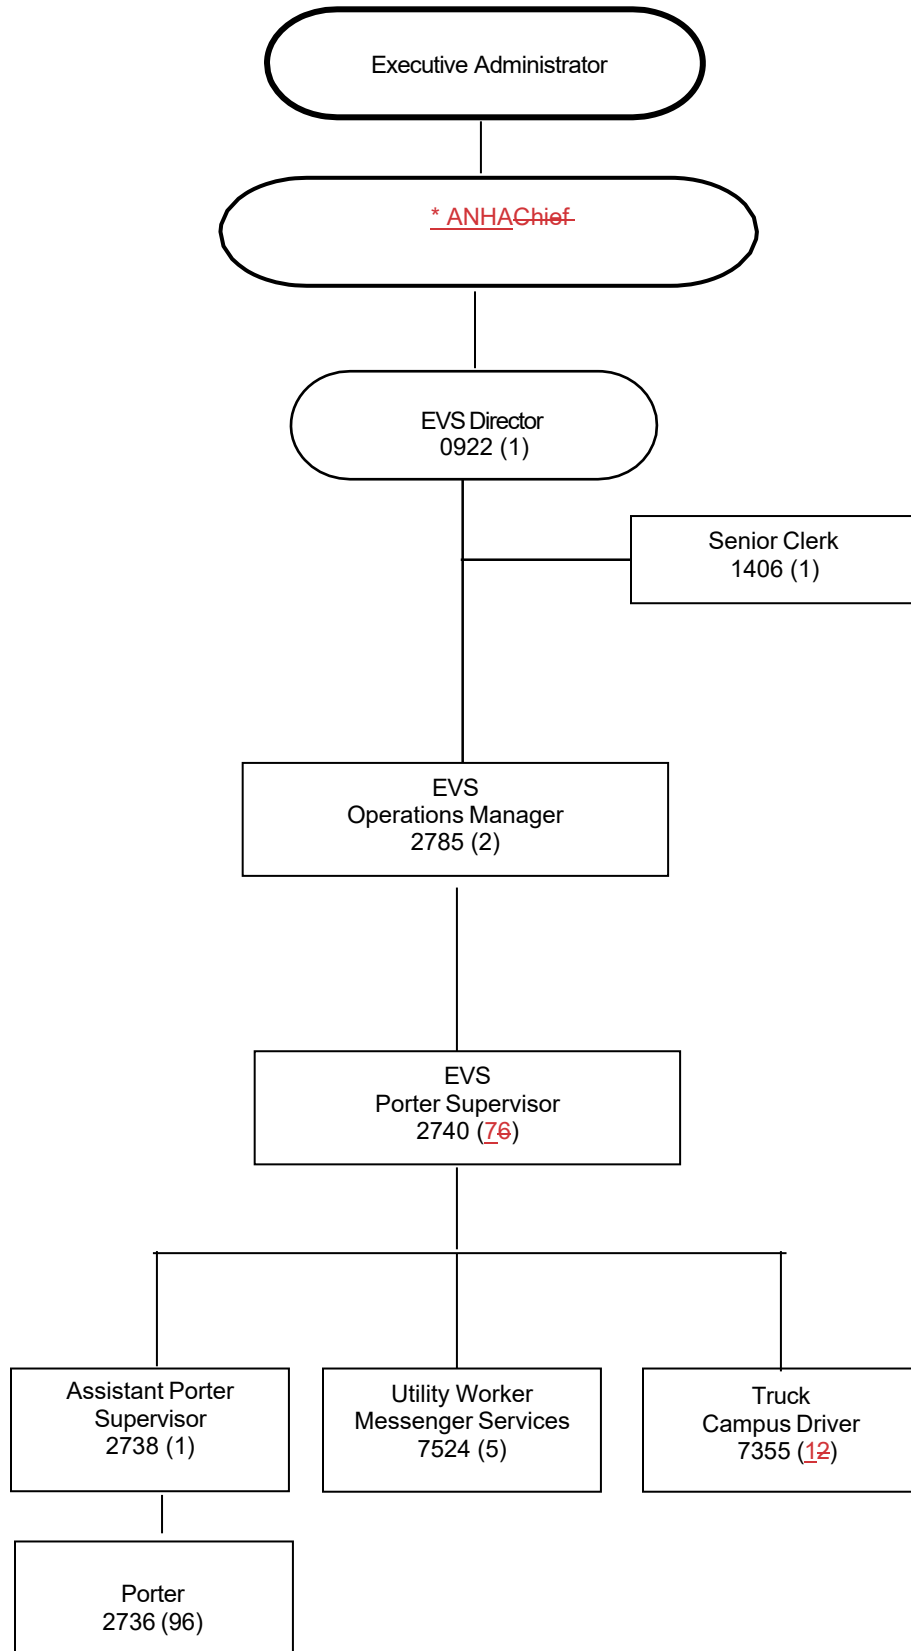 Executive Administrator
* ANHAChief
EVS Director
0922 (1)
Senior Clerk
1406 (1)
EVS
Operations Manager
2785 (2)
EVS
Porter Supervisor
2740 (76)
Assistant Porter
Supervisor
2738 (1)
Utility Worker
Messenger Services
7524 (5)
Truck
Campus Driver
7355 (12)
Porter
2736 (96)